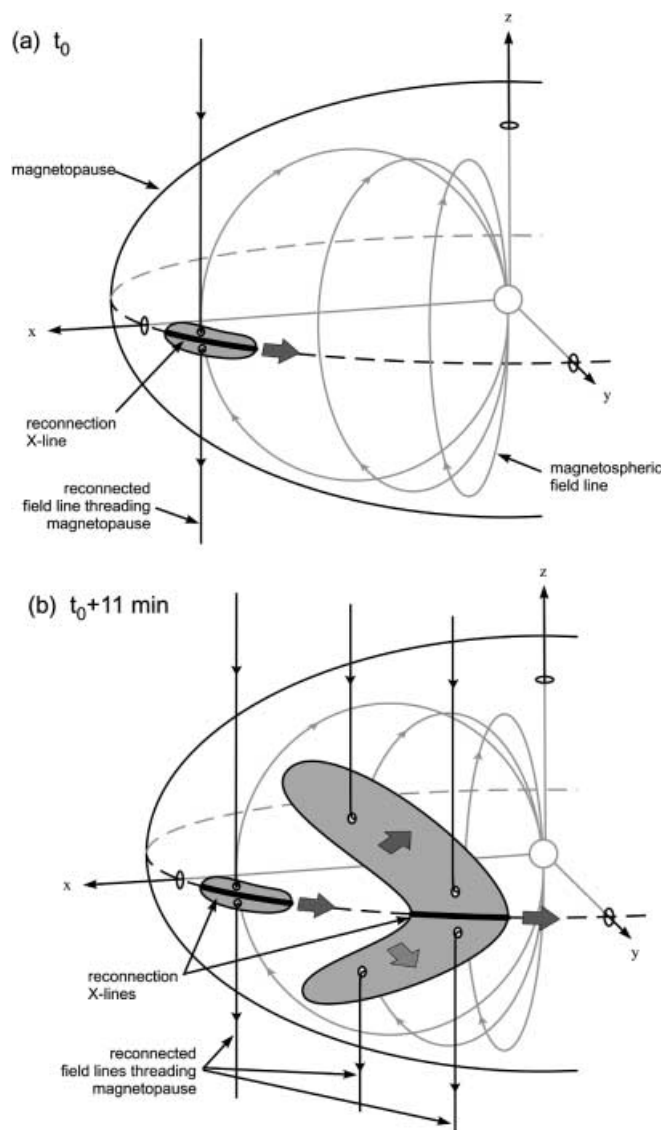 (a) t0
z
magnetopause
x
reconnection
X-line
y
reconnected
field line threading
magnetopause
magnetospheric
field line
(b) t0+11 min
z
x
y
reconnection
X-lines
reconnected
field lines threading
magnetopause